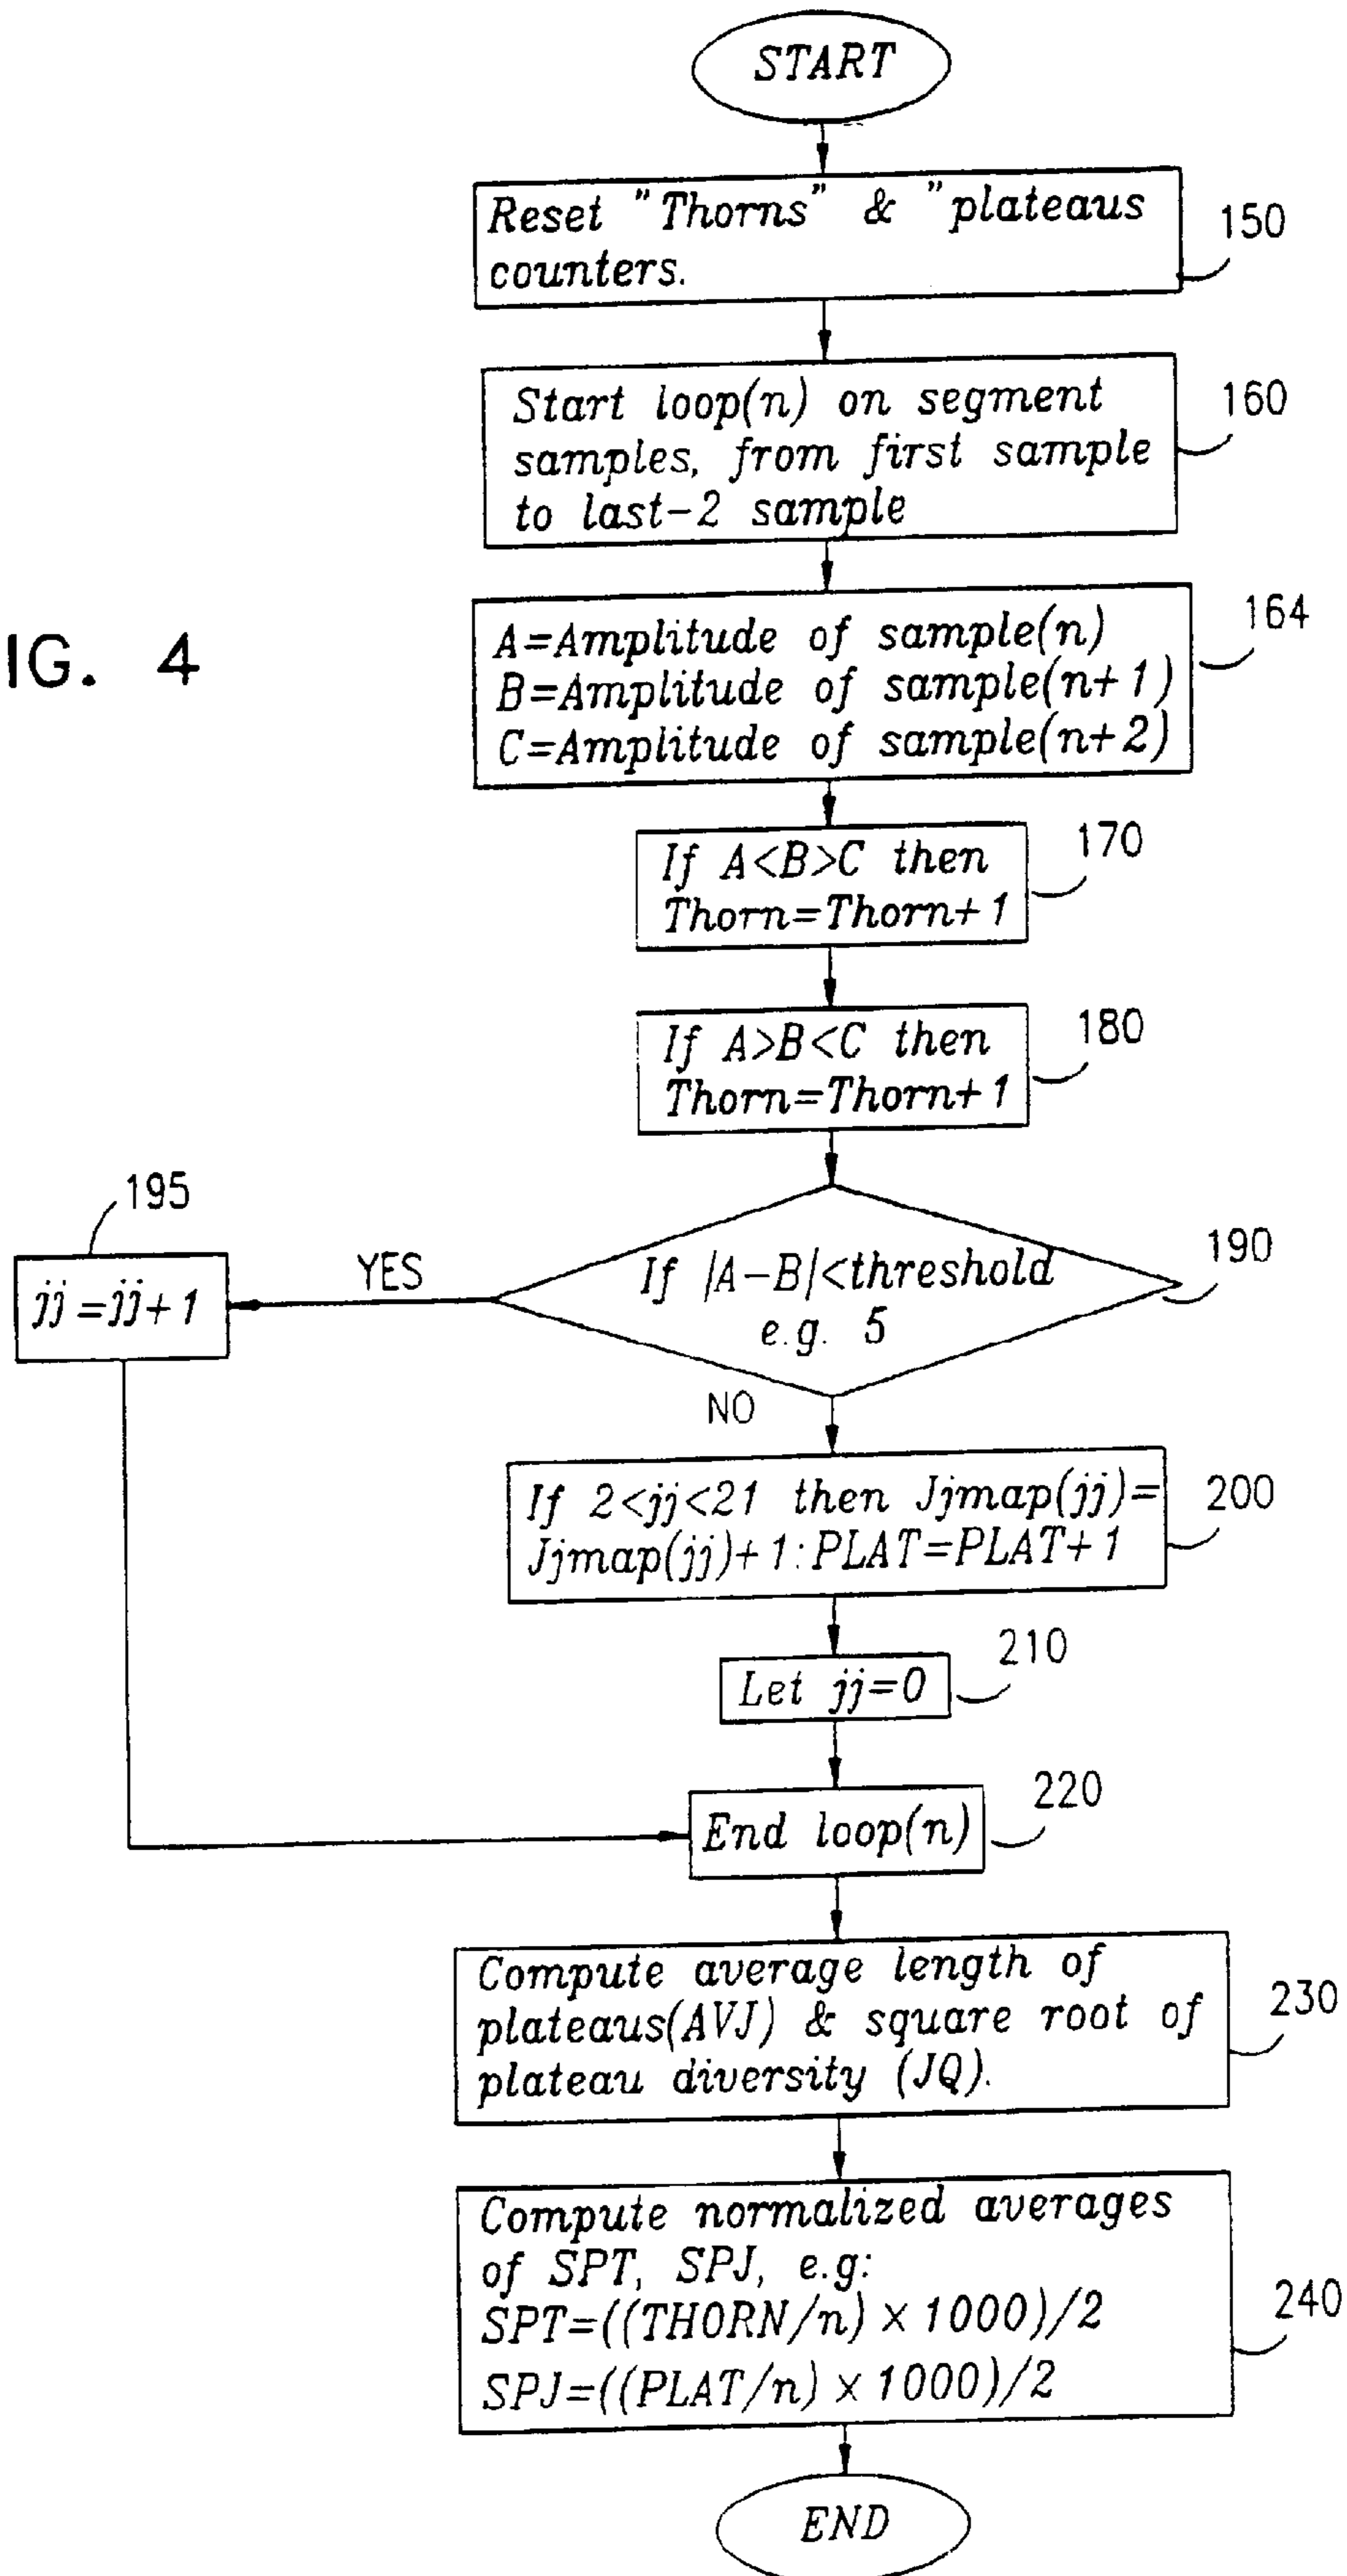 START
Reset "Thorns" & "plateaus
counters.
150
Start loop(n) on segment
samples, from first sample
to last-2 sample
160
IG. 4
A=Amplitude of sample(n)
B=Amplitude of sample(n+1)
C=Amplitude of sample(n+2)
164
If A<B>C then
Thorn=Thorn+1
170
If A>B<C then
Thorn=Thorn+1
180
195
jj=jj+1
YES
If |A-B|<threshold
e.g. 5
190
NO
If 2<jj<21 then Jjmap(jj)=
Jjmap(jj)+1:PLAT=PLAT+1
200
Let jj=0
210
End loop(n)
220
Compute average length of
plateaus(AVJ) & square root of
plateau diversity (JQ).
230
Compute normalized averages
of SPT, SPJ, e.g:
SPT=((THORN/n)×1000)/2
SPJ=((PLAT/n)×1000)/2
240
END